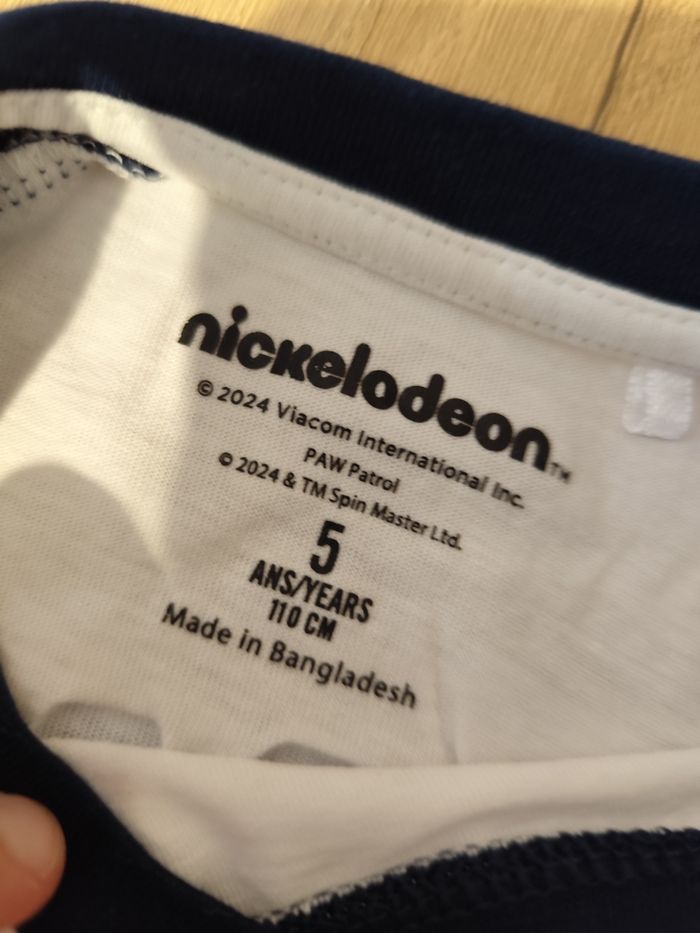 nickelodeon™
© 2024 Viacom International Inc.
PAW Patrol
© 2024 & TM Spin Master Ltd.
5
ANS/YEARS
110 CM
Made in Bangladesh